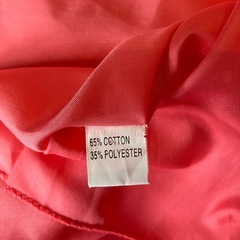 65% COTTON
35% POLYESTER